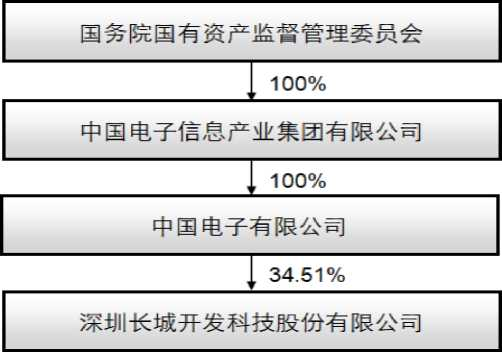 国务院国有资产监督管理委员会
100%
中国电子信息产业集团有限公司
100%
中国电子有限公司
34.51%
深圳长城开发科技股份有限公司